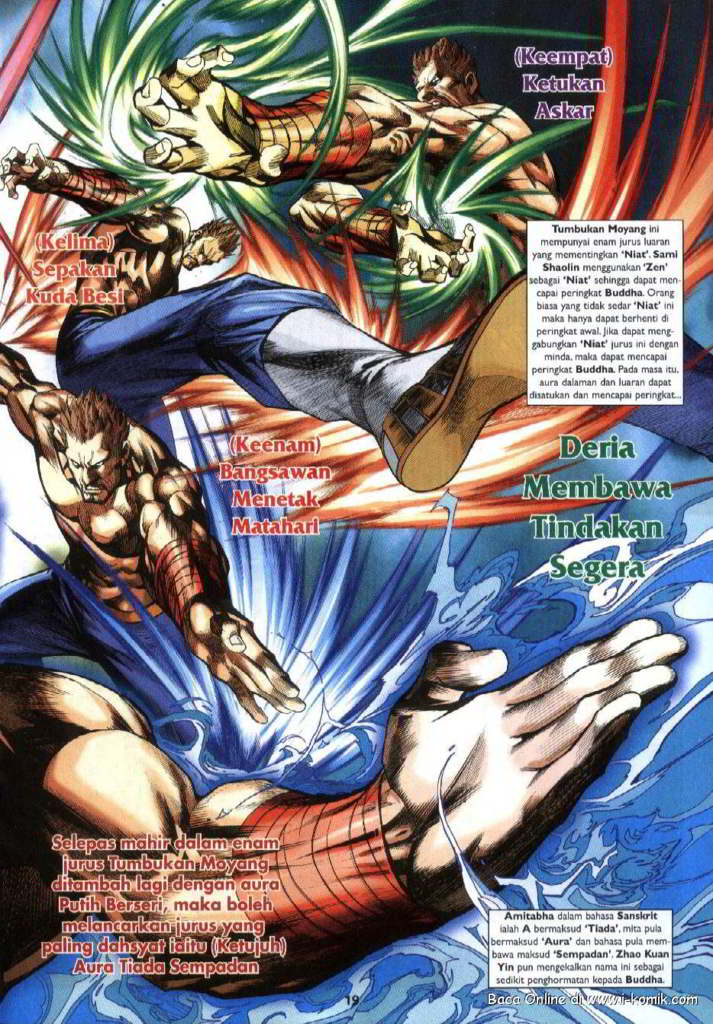 (Keempat)
Ketukan
Askar
(Kelima)
Sepakan
Kuda Besi
Tumbukan Moyang ini
mempunyai enam jurus luaran
yang mementingkan ‘Niat’. Sami
Shaolin menggunakan ‘Zen’
sebagai ‘Niat’ sehingga dapat men-
capai peringkat Buddha. Orang
biasa yang tidak sedar ‘Niat’ ini
maka hanya dapat berhenti di
peringkat awal. Jika dapat meng-
gabungkan ‘Niat’ jurus ini dengan
minda, maka dapat mencapai
peringkat Buddha. Pada masa itu,
aura dalaman dan luaran dapat
disatukan dan mencapai peringkat...
(Keenam)
Bangsawan
Menetak
Matahari
Deria
Membawa
Tindakan
Segera
Selepas mahir dalam enam
jurus Tumbukan Moyang
ditambah lagi dengan aura
Putih Berseri, maka boleh
melancarkan jurus yang
paling dahsyat iaitu (Ketujuh)
Aura Tiada Sempadan
Amitabha dalam bahasa Sanskrit
ialah A bermaksud ‘Tiada’, mita pula
bermaksud ‘Aura’ dan bahasa pula mem-
bawa maksud ‘Sempadan’. Zhao Kuan
Yin pun mengekalkan nama ini sebagai
sedikit penghormatan kepada Buddha.
19
Baca Online di www.i-komik.com